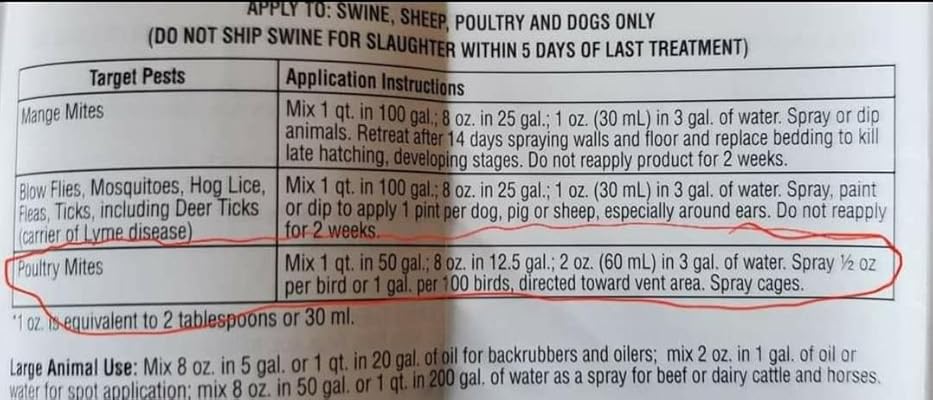 APPLY TO: SWINE, SHEEP, POULTRY AND DOGS ONLY
(DO NOT SHIP SWINE FOR SLAUGHTER WITHIN 5 DAYS OF LAST TREATMENT)
Target Pests
Application Instructions
Mange Mites
Mix 1 qt. in 100 gal.; 8 oz. in 25 gal.; 1 oz. (30 mL) in 3 gal. of water. Spray or dip
animals. Retreat after 14 days spraying walls and floor and replace bedding to kill
late hatching, developing stages. Do not reapply product for 2 weeks.
Blow Flies, Mosquitoes, Hog Lice,
Fleas, Ticks, including Deer Ticks
(carrier of Lyme disease)
Mix 1 qt. in 100 gal.; 8 oz. in 25 gal.; 1 oz. (30 mL) in 3 gal. of water. Spray, paint
or dip to apply 1 pint per dog, pig or sheep, especially around ears. Do not reapply
for 2 weeks.
Poultry Mites
Mix 1 qt. in 50 gal.; 8 oz. in 12.5 gal.; 2 oz. (60 mL) in 3 gal. of water. Spray ½ oz
per bird or 1 gal. per 100 birds, directed toward vent area. Spray cages.
*1 oz. is equivalent to 2 tablespoons or 30 ml.
Large Animal Use: Mix 8 oz. in 5 gal. or 1 qt. in 20 gal. of oil for backrubbers and oilers; mix 2 oz. in 1 gal. of oil or
water for spot application; mix 8 oz. in 50 gal. or 1 qt. in 200 gal. of water as a spray for beef or dairy cattle and horses.